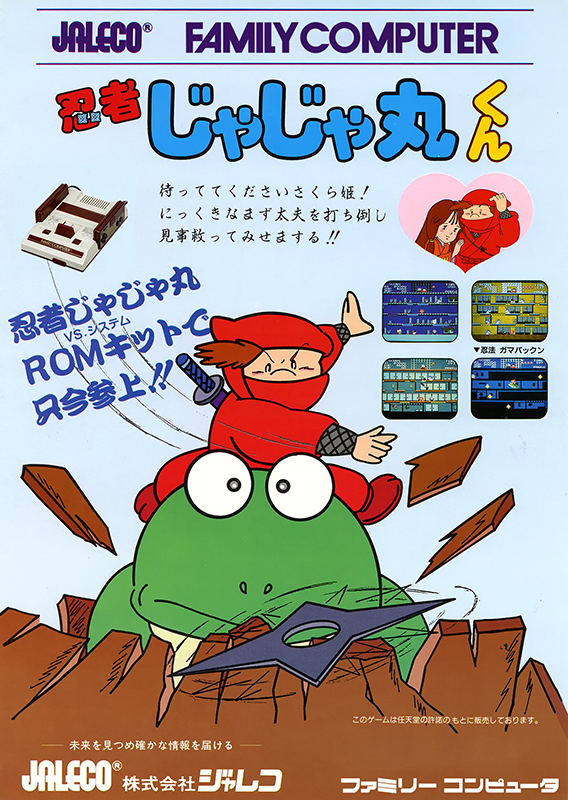 JALECO® FAMILY COMPUTER
忍者じゃじゃ丸くん
待っててくださいさくら姫!
にっくきなまず太夫を打ち倒し
見事救ってみせまする!!
FAMILY COMPUTER
忍者じゃじゃ丸
VS.システム
ROMキットで
只今参上!!
▼忍法 ガマパックン
このゲームは任天堂の許諾のもとに販売しております。
未来を見つめ確かな情報を届ける
JALECO® 株式会社ジャレコ
ファミリーコンピュータ